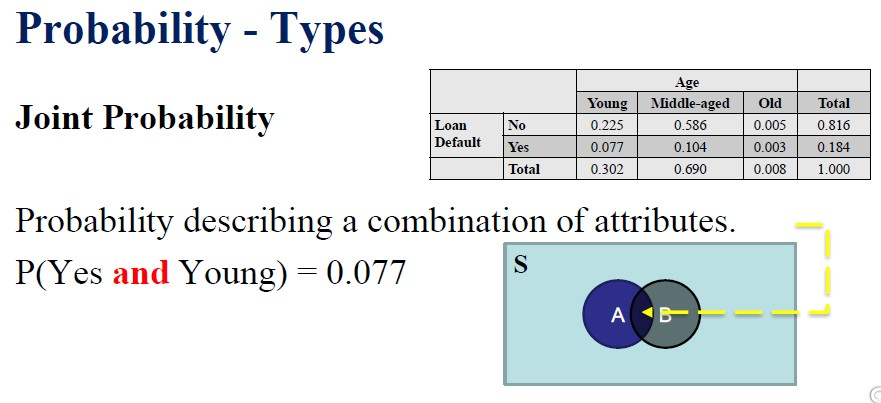 Probability - Types
Joint Probability
Age
Young Middle-aged Old Total
Loan Default No 0.225 0.586 0.005 0.816
Yes 0.077 0.104 0.003 0.184
Total 0.302 0.690 0.008 1.000
Probability describing a combination of attributes.
P(Yes and Young) = 0.077
S
A B